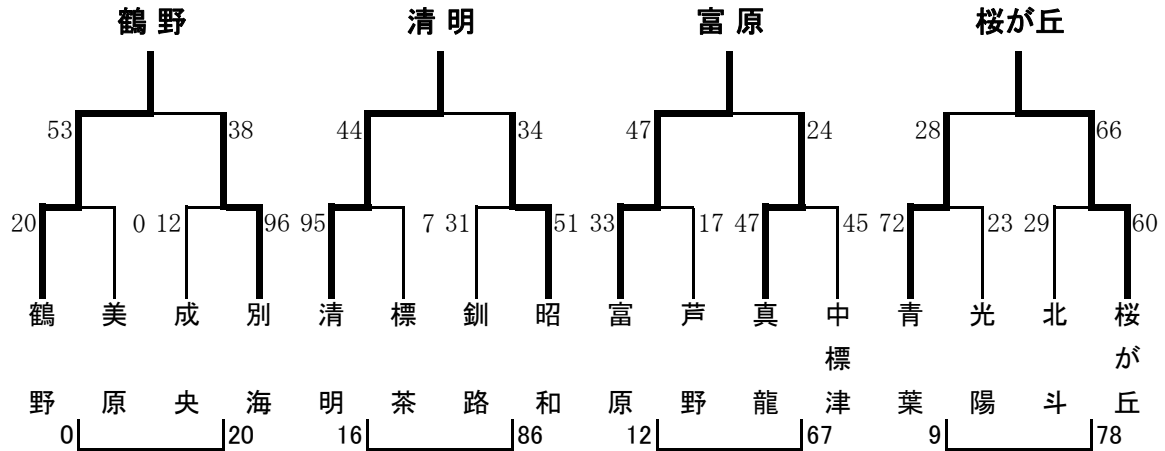 鶴野 清明 富原 桜が丘
53 38 44 34 47 24 28 66
20 0 12 96 95 7 31 51 33 17 47 45 72 23 29 60
鶴野 美原 成央 別海 清明 標茶 釧路 昭和 富原 芦野 真龍 中標津 青葉 光陽 北斗 桜が丘
0 20 16 86 12 67 9 78